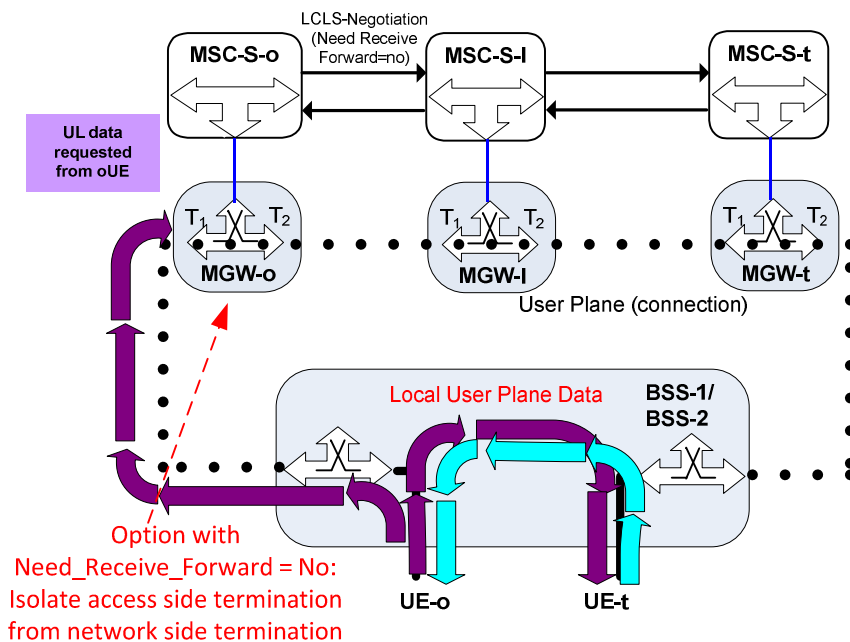 LCLS-Negotiation
(Need Receive
Forward=no)
MSC-S-o
MSC-S-I
MSC-S-t
UL data
requested
from oUE
T1
T2
T1
T2
T1
T2
MGW-o
MGW-I
MGW-t
User Plane (connection)
Local User Plane Data
BSS-1/
BSS-2
Option with
Need_Receive_Forward = No:
Isolate access side termination
from network side termination
UE-o
UE-t